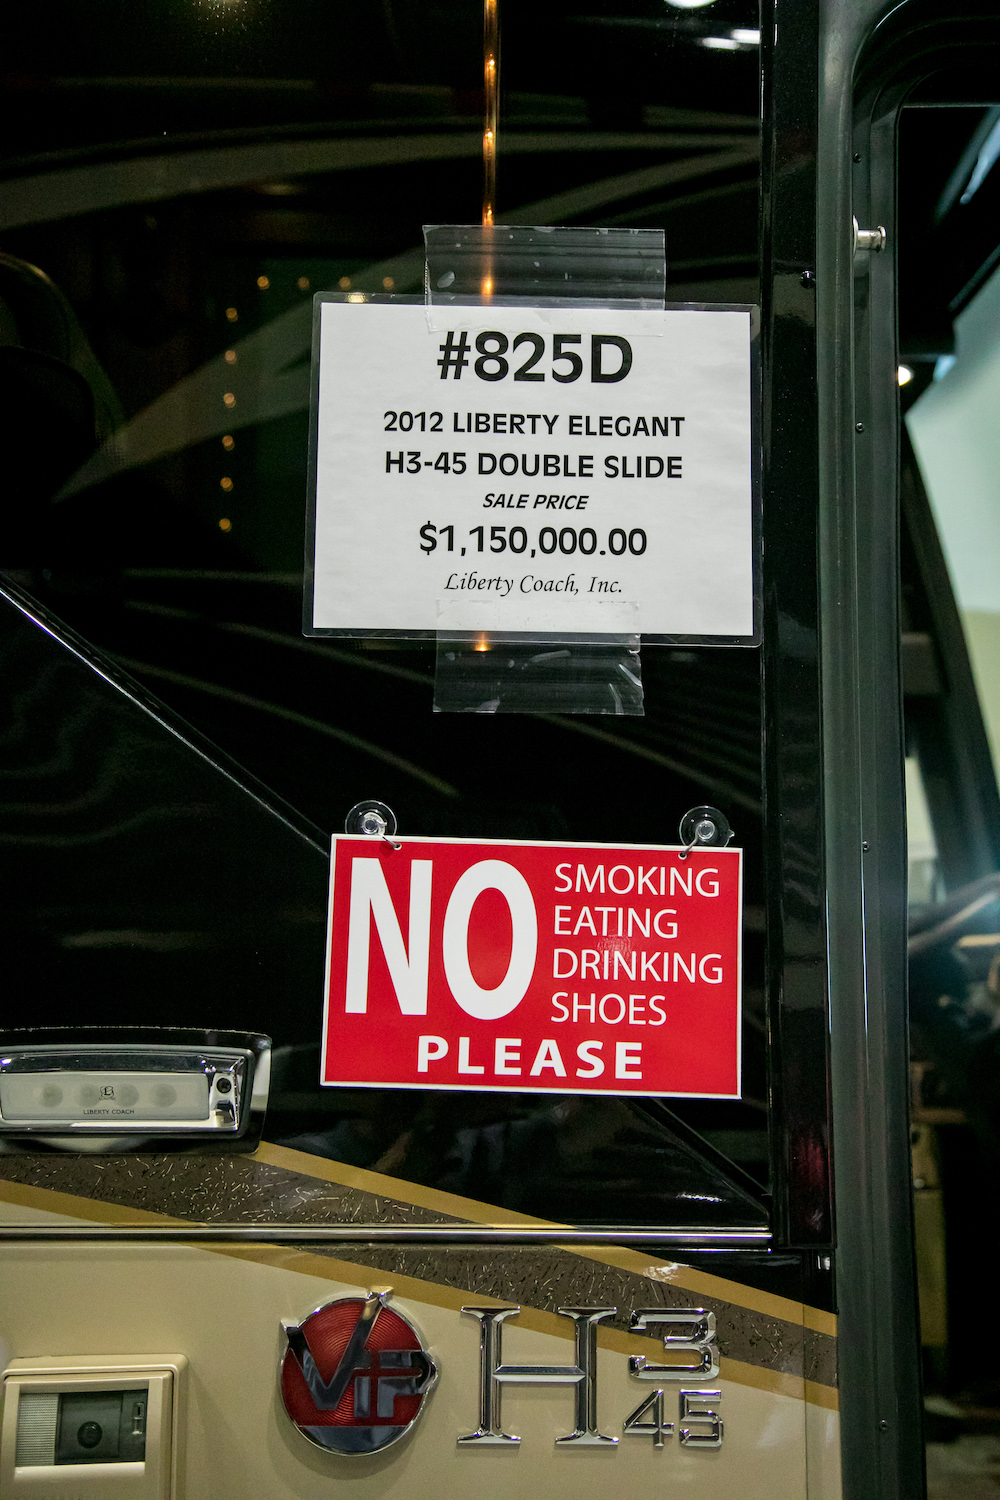 #825D
2012 LIBERTY ELEGANT
H3-45 DOUBLE SLIDE
SALE PRICE
$1,150,000.00
Liberty Coach, Inc.
NO
SMOKING
EATING
DRINKING
SHOES
PLEASE
LIBERTY COACH
VIP
H3
45